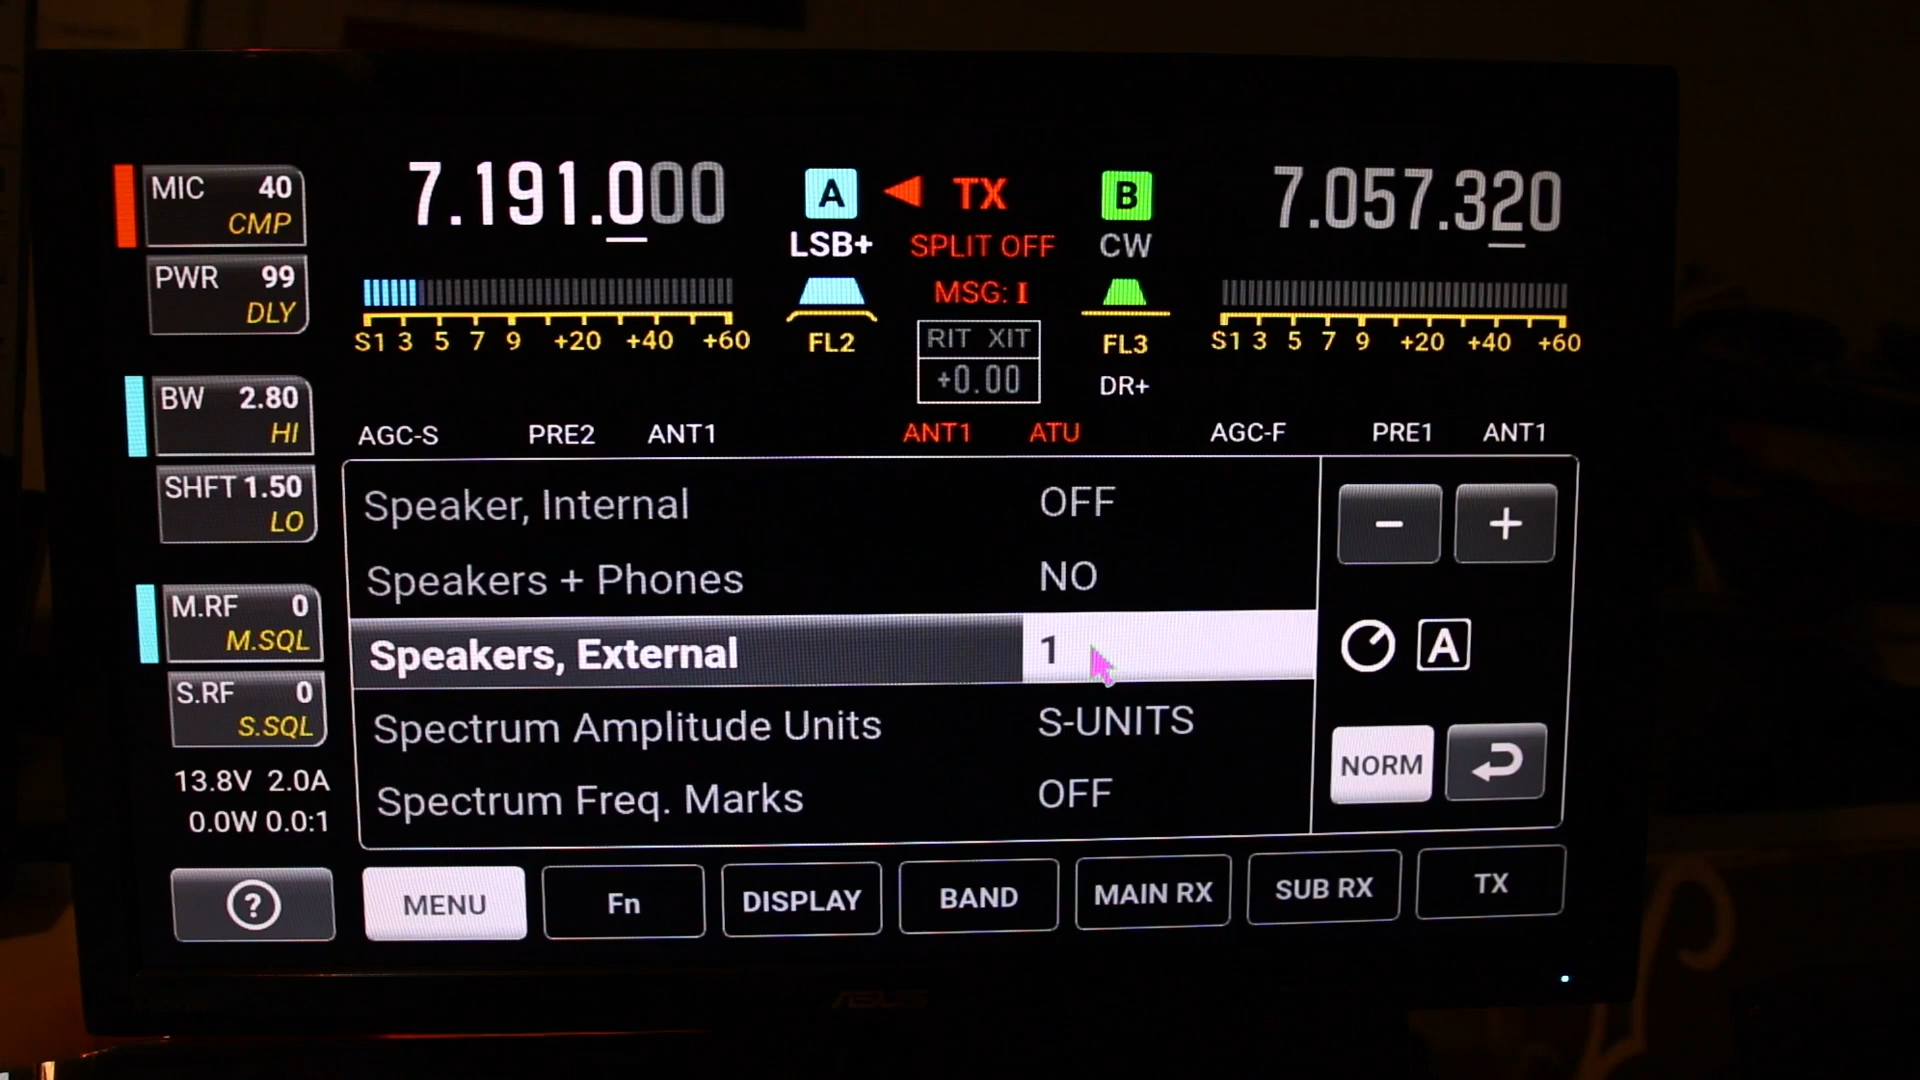 MIC 40
CMP
PWR 99
DLY
BW 2.80
HI
SHFT 1.50
LO
M.RF 0
M.SQL
S.RF 0
S.SQL
13.8V 2.0A
0.0W 0.0:1
7.191.000
A
TX
B
7.057.320
LSB+
SPLIT OFF
CW
MSG: I
S1 3 5 7 9 +20 +40 +60
FL2
RIT XIT
+0.00
FL3
DR+
S1 3 5 7 9 +20 +40 +60
AGC-S PRE2 ANT1 ANT1 ATU AGC-F PRE1 ANT1
Speaker, Internal OFF
Speakers + Phones NO
Speakers, External 1
Spectrum Amplitude Units S-UNITS
Spectrum Freq. Marks OFF
− +
A
NORM
? MENU Fn DISPLAY BAND MAIN RX SUB RX TX
ASUS